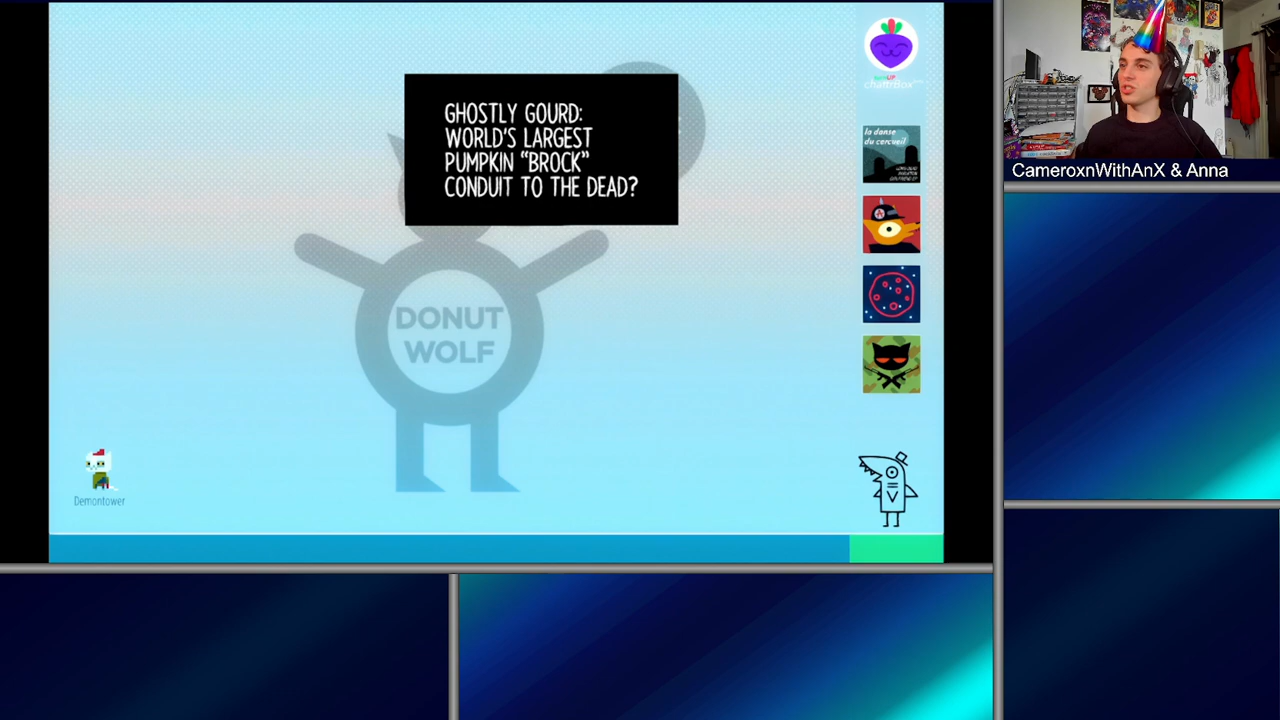 GHOSTLY GOURD:
WORLD'S LARGEST
PUMPKIN "BROCK"
CONDUIT TO THE DEAD?
DONUT
WOLF
Demontower
la danse
du cercueil
CameroxnWithAnX & Anna